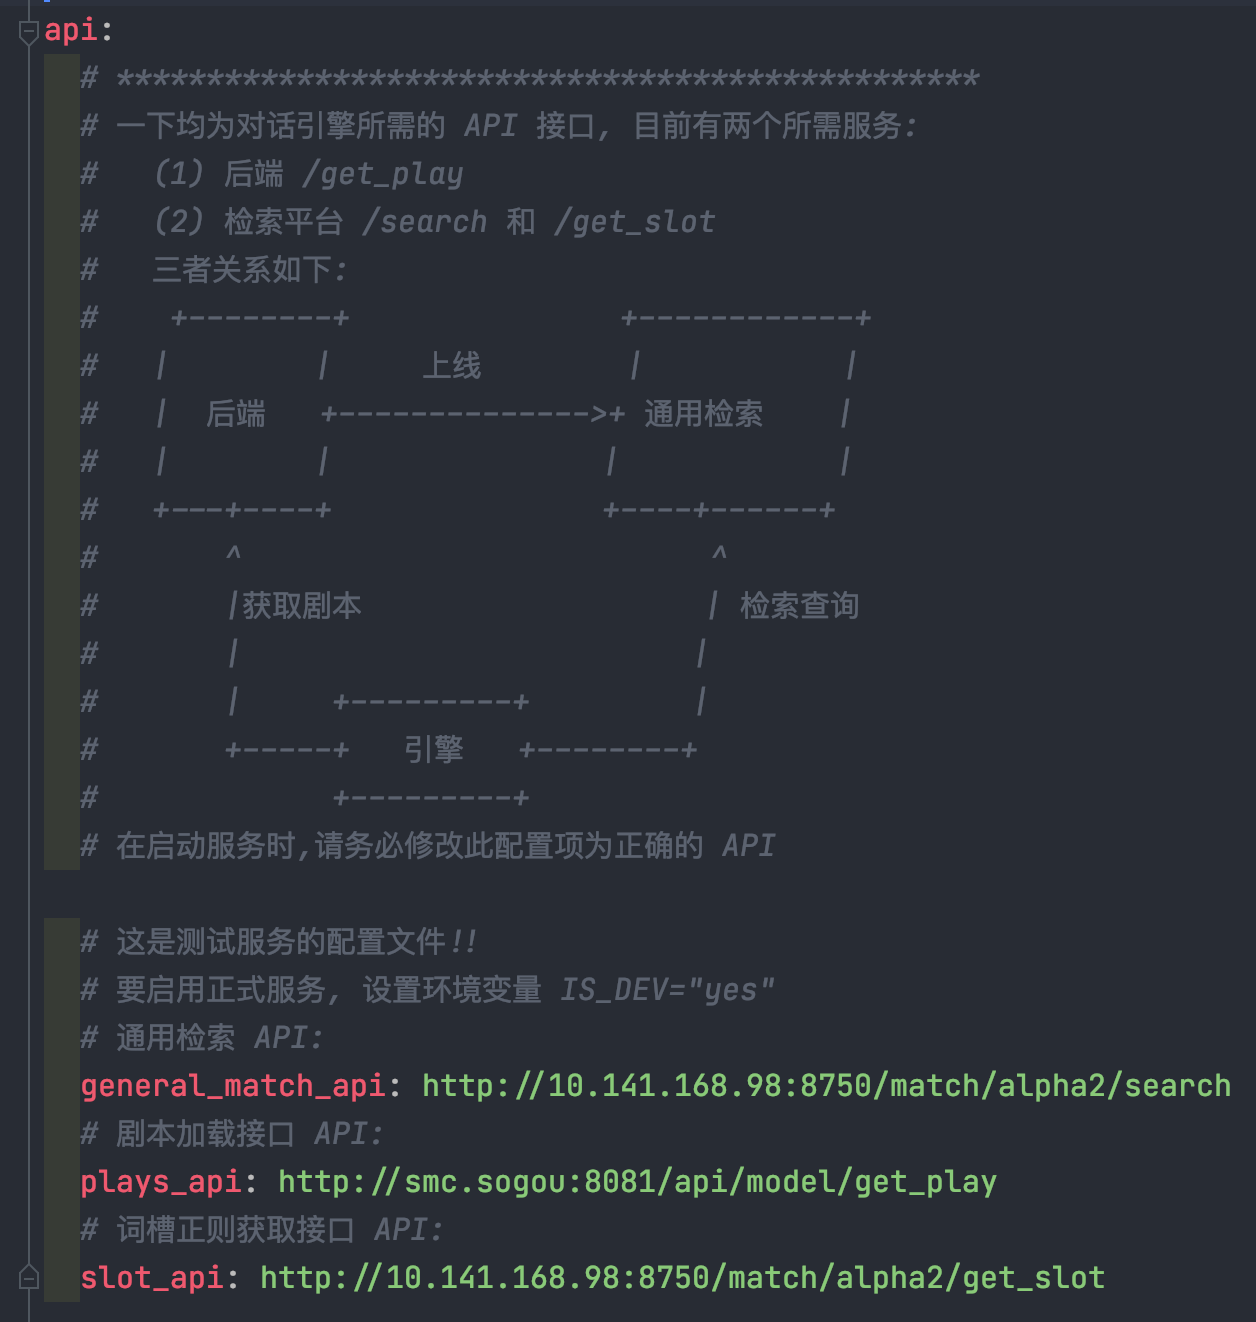 api:
# ************************************************
# 一下均为对话引擎所需的 API 接口, 目前有两个所需服务:
#   (1) 后端 /get_play
#   (2) 检索平台 /search 和 /get_slot
#   三者关系如下:
#    +--------+               +------------+
#   |        |     上线        |           |
#   |  后端   +-------------->+ 通用检索    |
#   |        |               |            |
#   +---+----+               +----+------+
#       ^                          ^
#       |获取剧本                   | 检索查询
#       |                         |
#       |     +---------+         |
#       +-----+   引擎   +--------+
#             +---------+
# 在启动服务时,请务必修改此配置项为正确的 API
# 这是测试服务的配置文件!!
# 要启用正式服务, 设置环境变量 IS_DEV="yes"
# 通用检索 API:
general_match_api: http://10.141.168.98:8750/match/alpha2/search
# 剧本加载接口 API:
plays_api: http://smc.sogou:8081/api/model/get_play
# 词槽正则获取接口 API:
slot_api: http://10.141.168.98:8750/match/alpha2/get_slot